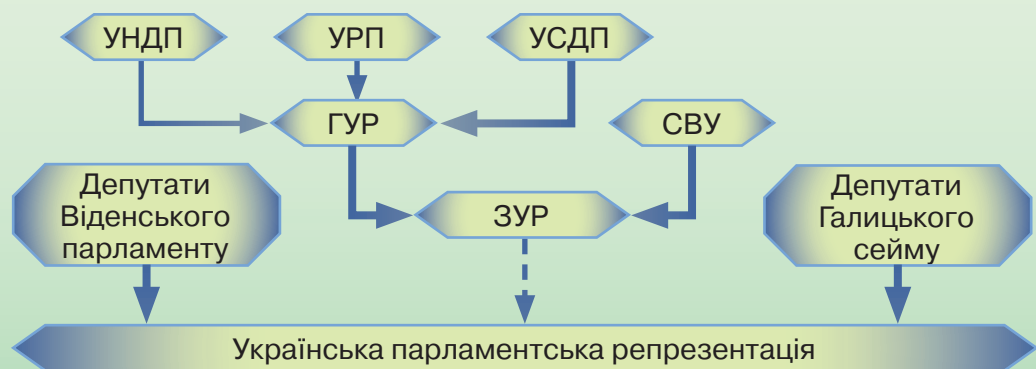 УНДП
УРП
УСДП
ГУР
СВУ
Депутати
Віденського
парламенту
ЗУР
Депутати
Галицького
сейму
Українська парламентська репрезентація